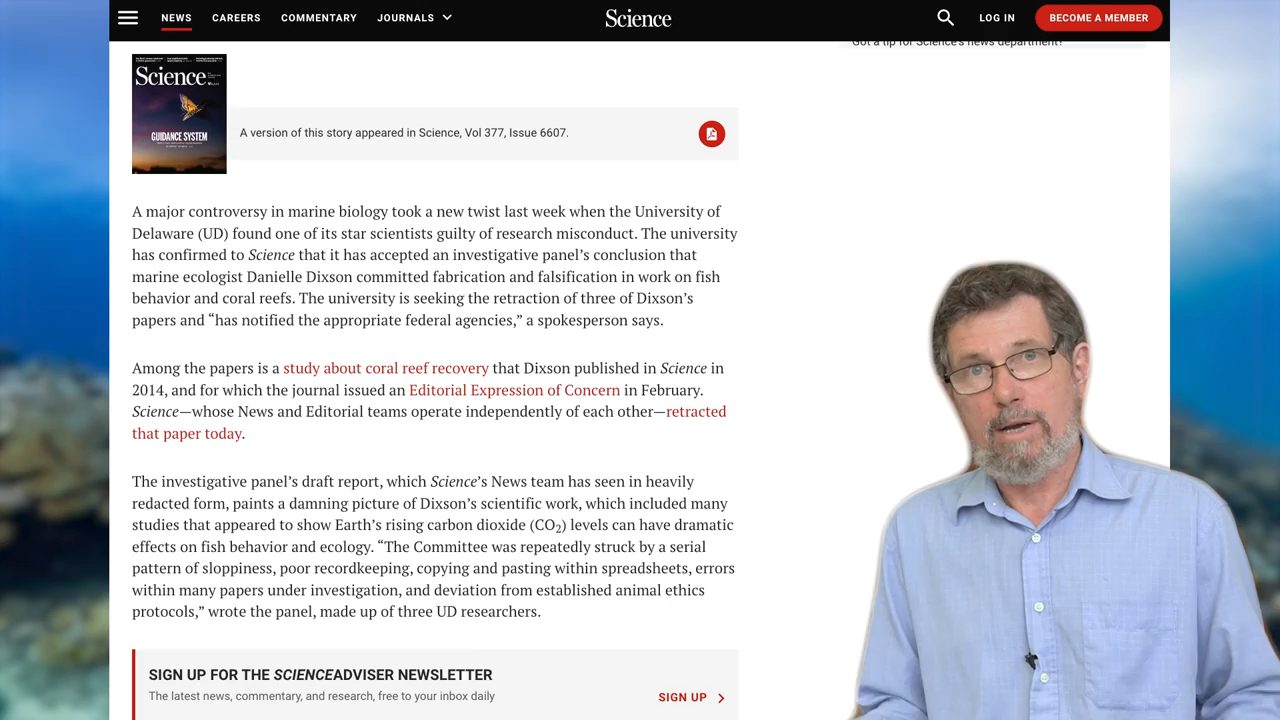 NEWS
CAREERS
COMMENTARY
JOURNALS
Science
LOG IN
BECOME A MEMBER
Got a tip for Science's news department?
Science
GUIDANCE SYSTEM
A version of this story appeared in Science, Vol 377, Issue 6607.
A major controversy in marine biology took a new twist last week when the University of
Delaware (UD) found one of its star scientists guilty of research misconduct. The university
has confirmed to Science that it has accepted an investigative panel’s conclusion that
marine ecologist Danielle Dixson committed fabrication and falsification in work on fish
behavior and coral reefs. The university is seeking the retraction of three of Dixson’s
papers and “has notified the appropriate federal agencies,” a spokesperson says.
Among the papers is a study about coral reef recovery that Dixson published in Science in
2014, and for which the journal issued an Editorial Expression of Concern in February.
Science—whose News and Editorial teams operate independently of each other—retracted
that paper today.
The investigative panel’s draft report, which Science’s News team has seen in heavily
redacted form, paints a damning picture of Dixson’s scientific work, which included many
studies that appeared to show Earth’s rising carbon dioxide (CO₂) levels can have dramatic
effects on fish behavior and ecology. “The Committee was repeatedly struck by a serial
pattern of sloppiness, poor recordkeeping, copying and pasting within spreadsheets, errors
within many papers under investigation, and deviation from established animal ethics
protocols,” wrote the panel, made up of three UD researchers.
SIGN UP FOR THE SCIENCEADVISER NEWSLETTER
The latest news, commentary, and research, free to your inbox daily
SIGN UP